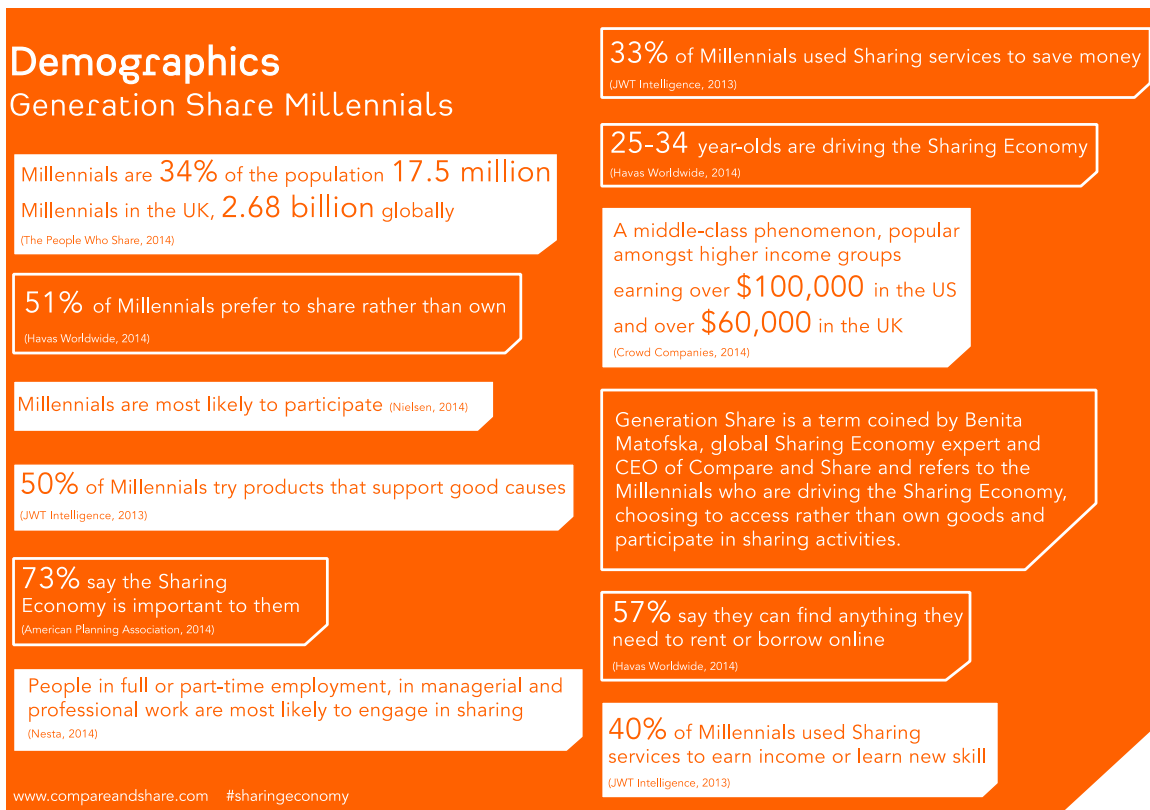 Demographics
Generation Share Millennials
Millennials are 34% of the population 17.5 million
Millennials in the UK, 2.68 billion globally
(The People Who Share, 2014)
51% of Millennials prefer to share rather than own
(Havas Worldwide, 2014)
Millennials are most likely to participate (Nielsen, 2014)
50% of Millennials try products that support good causes
(JWT Intelligence, 2013)
73% say the Sharing
Economy is important to them
(American Planning Association, 2014)
People in full or part-time employment, in managerial and
professional work are most likely to engage in sharing
(Nesta, 2014)
www.compareandshare.com #sharingeconomy
33% of Millennials used Sharing services to save money
(JWT Intelligence, 2013)
25-34 year-olds are driving the Sharing Economy
(Havas Worldwide, 2014)
A middle-class phenomenon, popular
amongst higher income groups
earning over $100,000 in the US
and over $60,000 in the UK
(Crowd Companies, 2014)
Generation Share is a term coined by Benita
Matofska, global Sharing Economy expert and
CEO of Compare and Share and refers to the
Millennials who are driving the Sharing Economy,
choosing to access rather than own goods and
participate in sharing activities.
57% say they can find anything they
need to rent or borrow online
(Havas Worldwide, 2014)
40% of Millennials used Sharing
services to earn income or learn new skill
(JWT Intelligence, 2013)